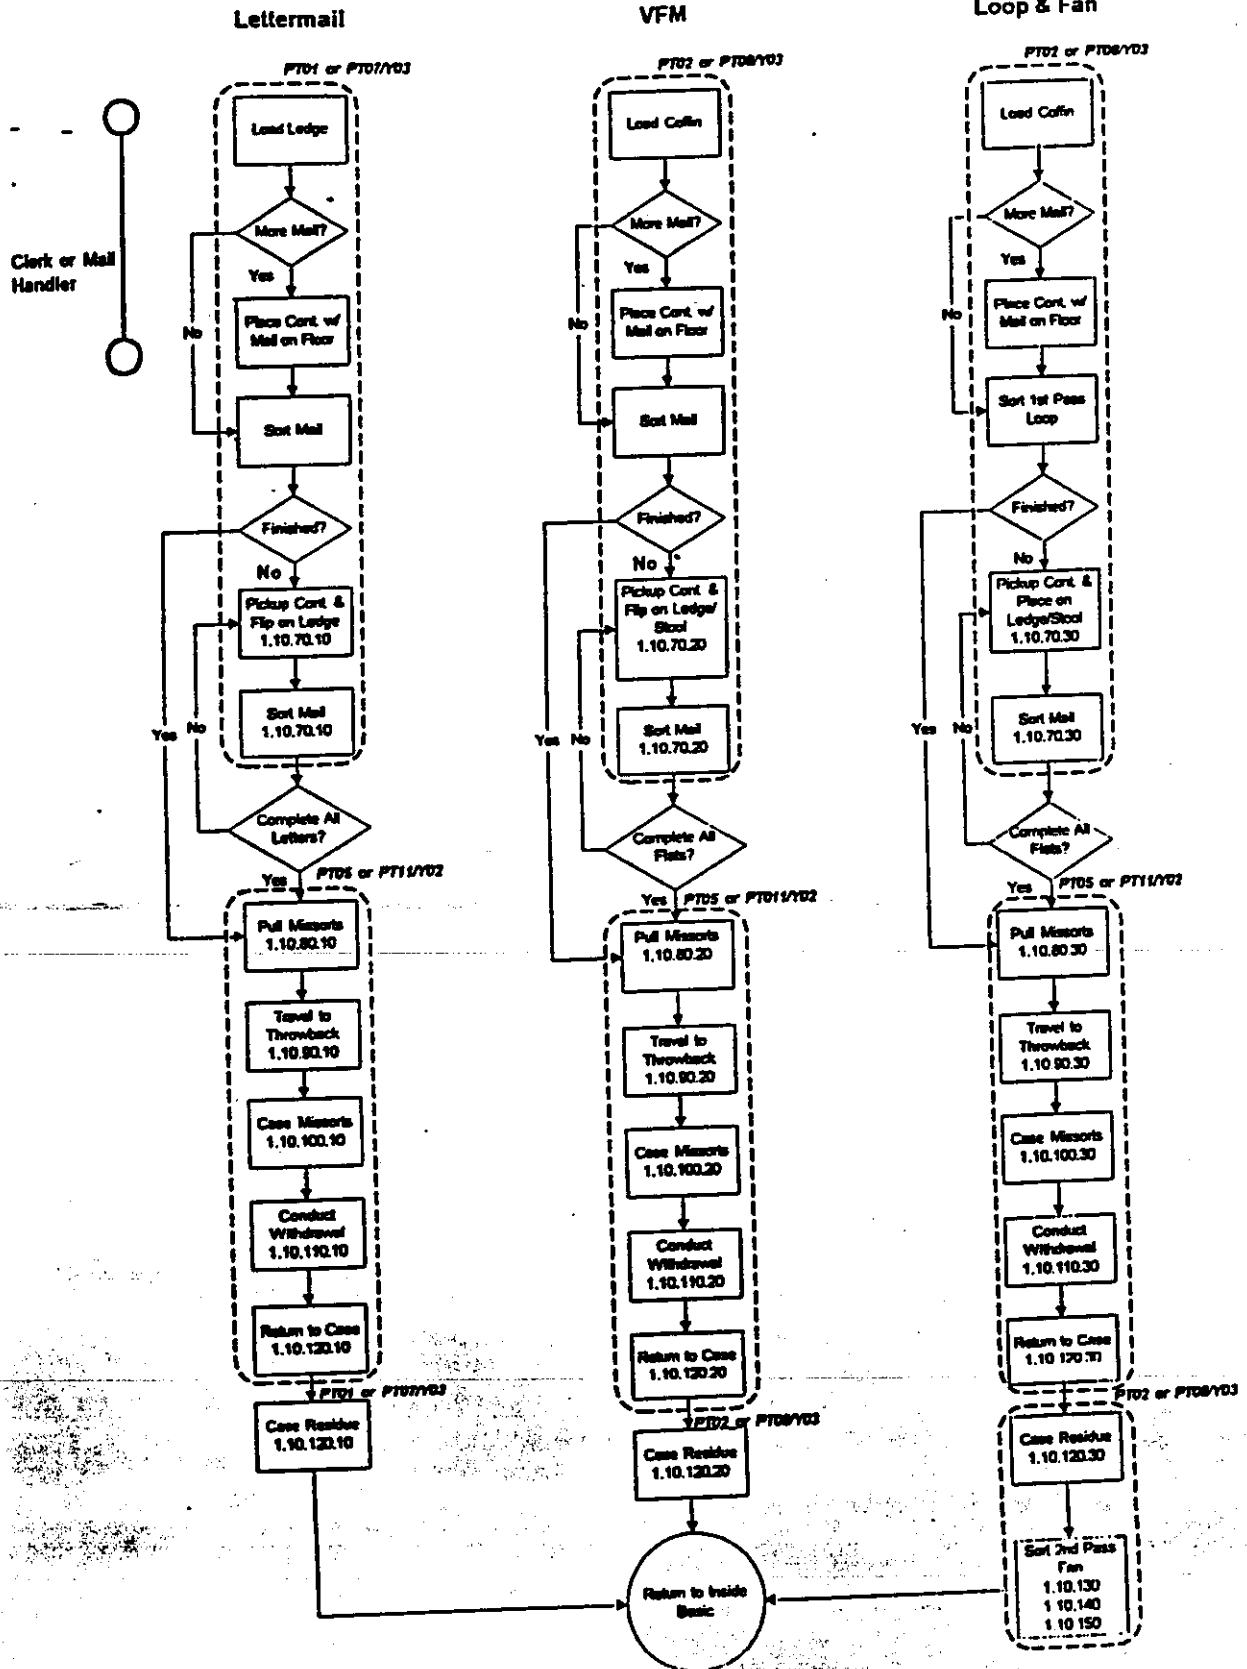 Lettermail
PT01 or PT07/Y03
Load Ledge
More Mail?
Yes
No
Place Cont. w/
Mail on Floor
Sort Mail
Finished?
No
Pickup Cont. &
Flip on Ledge
1.10.70.10
Sort Mail
1.10.70.10
Yes
No
Complete All
Letters?
Yes
PT05 or PT11/Y02
Pull Missorts
1.10.80.10
Travel to
Throwback
1.10.90.10
Case Missorts
1.10.100.10
Conduct
Withdrawal
1.10.110.10
Return to Case
1.10.120.10
PT01 or PT07/Y03
Case Residue
1.10.120.10
Clerk or Mail
Handler
VFM
PT02 or PT08/Y03
Load Coffin
More Mail?
Yes
No
Place Cont. w/
Mail on Floor
Sort Mail
Finished?
No
Pickup Cont. &
Flip on Ledge/
Stool
1.10.70.20
Sort Mail
1.10.70.20
Yes
No
Complete All
Flats?
Yes
PT05 or PT011/Y02
Pull Missorts
1.10.80.20
Travel to
Throwback
1.10.90.20
Case Missorts
1.10.100.20
Conduct
Withdrawal
1.10.110.20
Return to Case
1.10.120.20
PT02 or PT08/Y03
Case Residue
1.10.120.20
Return to Inside
Basic
Loop & Fan
PT02 or PT08/Y03
Load Coffin
More Mail?
Yes
No
Place Cont. w/
Mail on Floor
Sort 1st Pass
Loop
Finished?
No
Pickup Cont. &
Place on
Ledge/Stool
1.10.70.30
Sort Mail
1.10.70.30
Yes
No
Complete All
Flats?
Yes
PT05 or PT11/Y02
Pull Missorts
1.10.80.30
Travel to
Throwback
1.10.90.30
Case Missorts
1.10.100.30
Conduct
Withdrawal
1.10.110.30
Return to Case
1.10.120.30
PT02 or PT08/Y03
Case Residue
1.10.120.30
Sort 2nd Pass
Fan
1.10.130
1.10.140
1.10.150